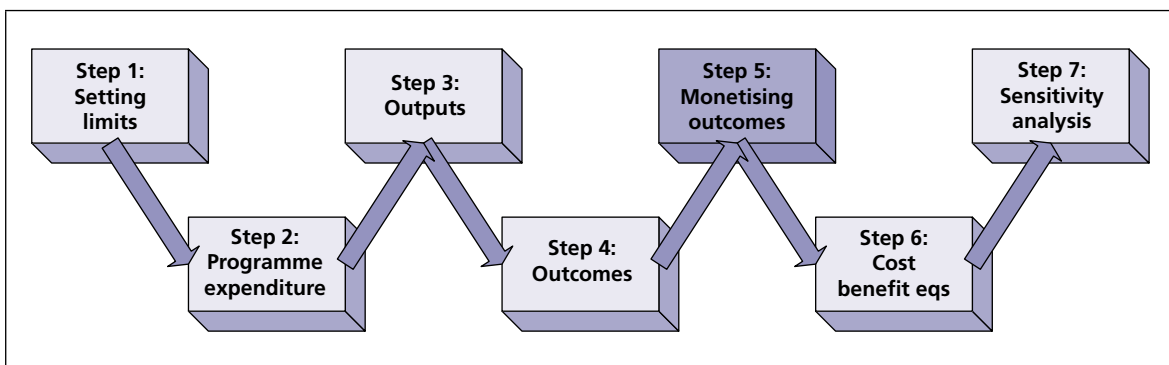 Step 1:
Setting
limits
Step 2:
Programme
expenditure
Step 3:
Outputs
Step 4:
Outcomes
Step 5:
Monetising
outcomes
Step 6:
Cost
benefit eqs
Step 7:
Sensitivity
analysis